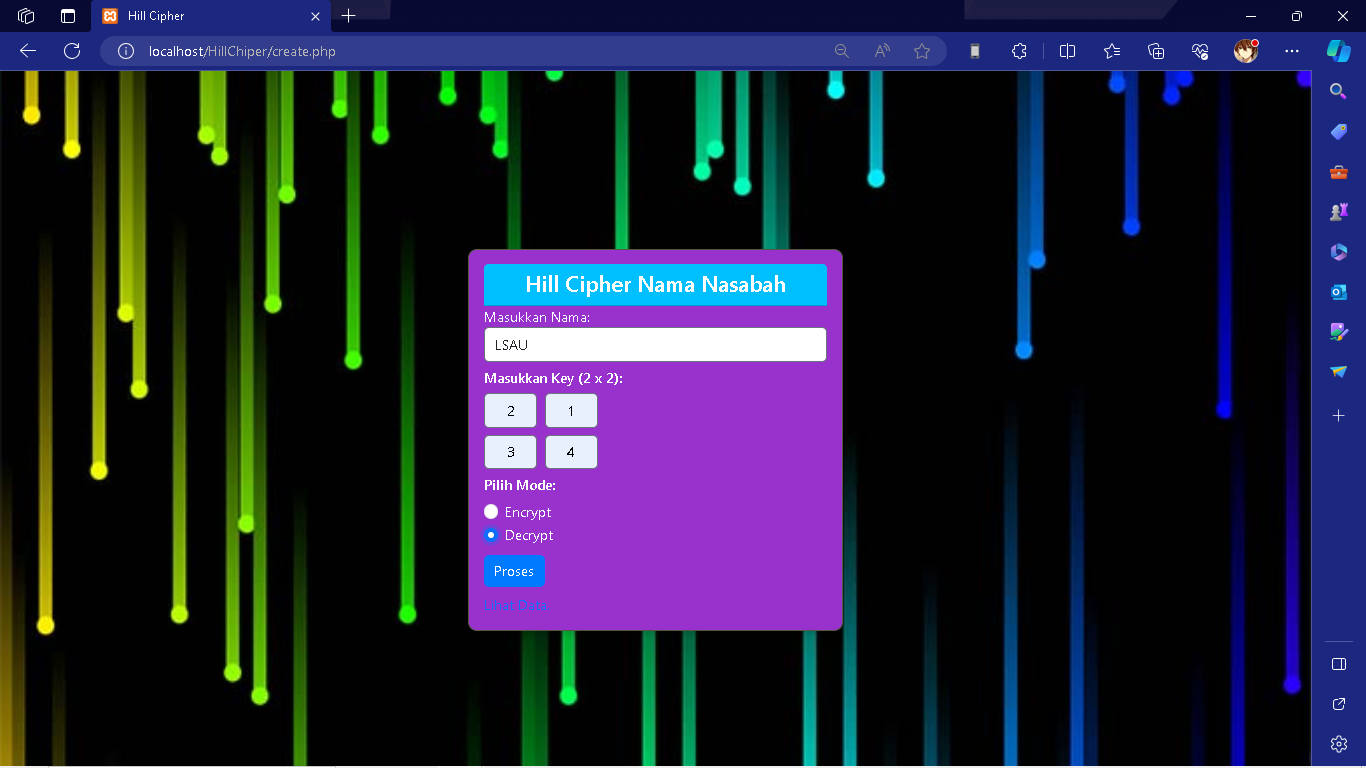 Hill Cipher
localhost/HillChiper/create.php
Hill Cipher Nama Nasabah
Masukkan Nama:
LSAU
Masukkan Key (2 x 2):
2 1
3 4
Pilih Mode:
Encrypt
Decrypt
Proses